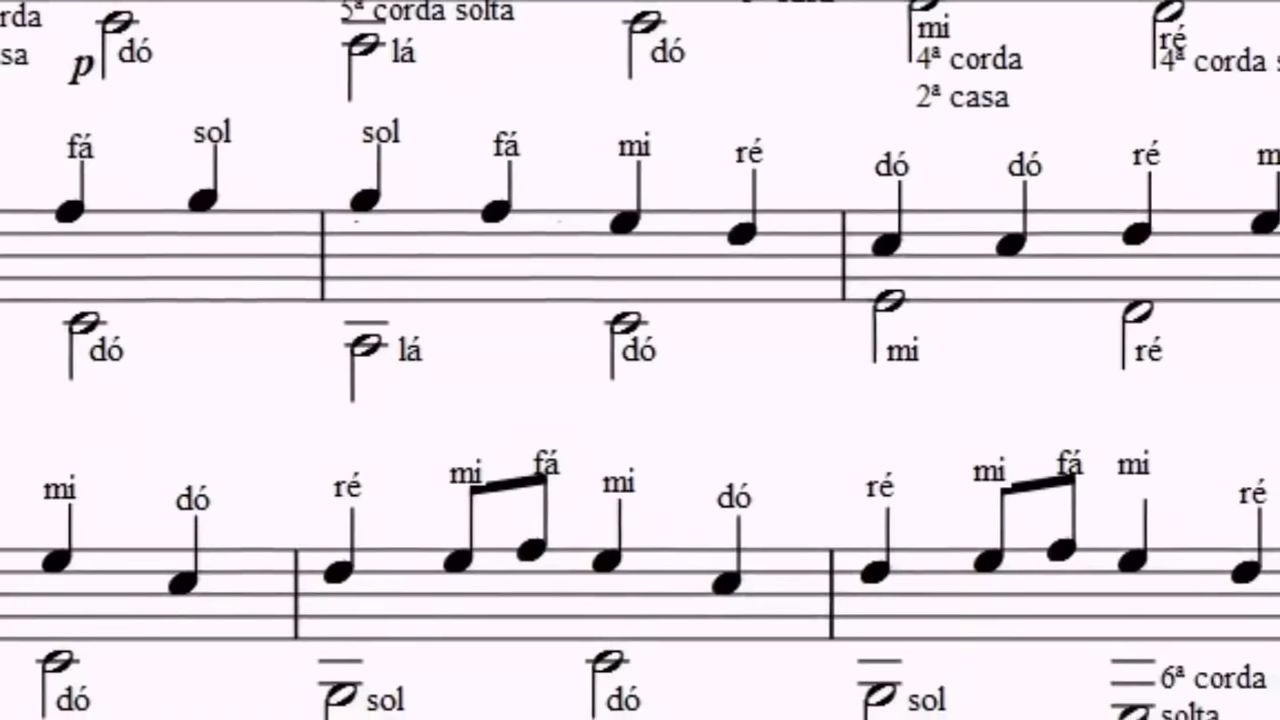 5ª corda solta
dó lá dó mi ré
p 4ª corda 4ª corda
2ª casa
fá sol sol fá mi ré dó dó ré
dó lá dó mi ré
mi dó ré mi fá mi dó ré mi fá mi ré
dó sol dó sol 6ª corda
solta